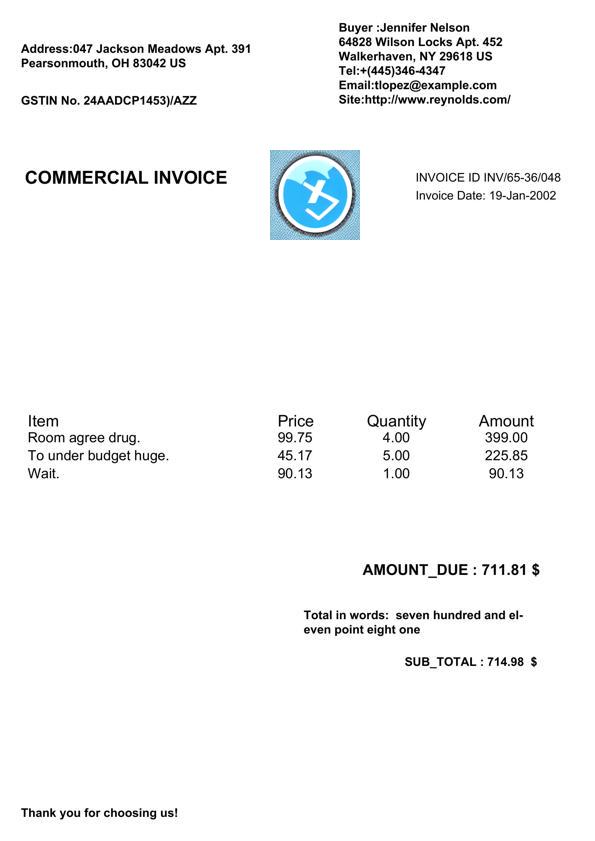 Address:047 Jackson Meadows Apt. 391
Pearsonmouth, OH 83042 US
GSTIN No. 24AADCP1453)/AZZ
Buyer :Jennifer Nelson
64828 Wilson Locks Apt. 452
Walkerhaven, NY 29618 US
Tel:+(445)346-4347
Email:tlopez@example.com
Site:http://www.reynolds.com/
COMMERCIAL INVOICE
INVOICE ID INV/65-36/048
Invoice Date: 19-Jan-2002
Item Price Quantity Amount
Room agree drug. 99.75 4.00 399.00
To under budget huge. 45.17 5.00 225.85
Wait. 90.13 1.00 90.13
AMOUNT_DUE : 711.81 $
Total in words: seven hundred and el-
even point eight one
SUB_TOTAL : 714.98 $
Thank you for choosing us!